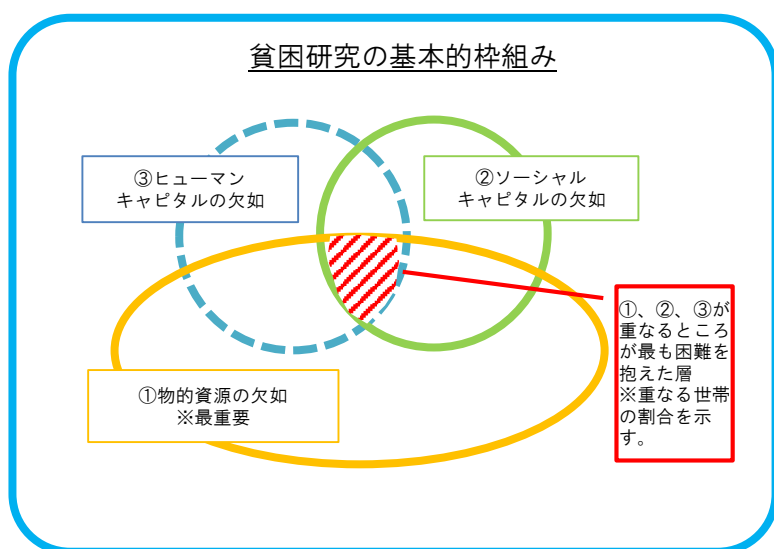 貧困研究の基本的枠組み
③ヒューマン
キャピタルの欠如
②ソーシャル
キャピタルの欠如
①物的資源の欠如
※最重要
①、②、③が
重なるところ
が最も困難を
抱えた層
※重なる世帯
の割合を示
す。